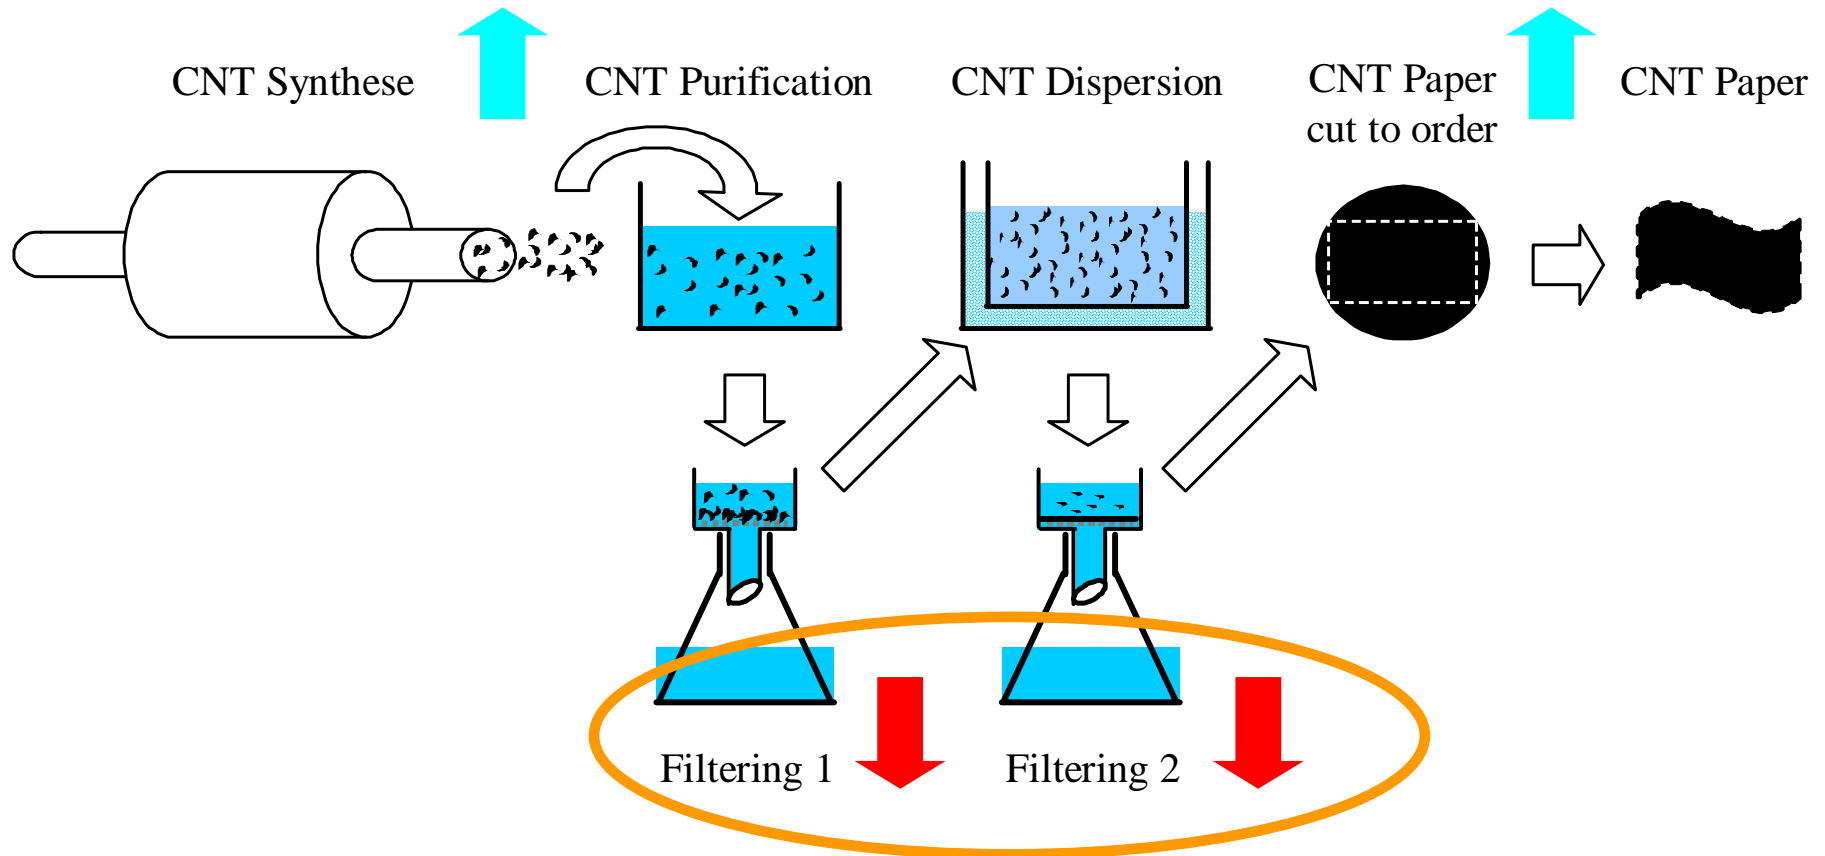 CNT Synthese
CNT Purification
CNT Dispersion
CNT Paper
cut to order
CNT Paper
Filtering 1
Filtering 2